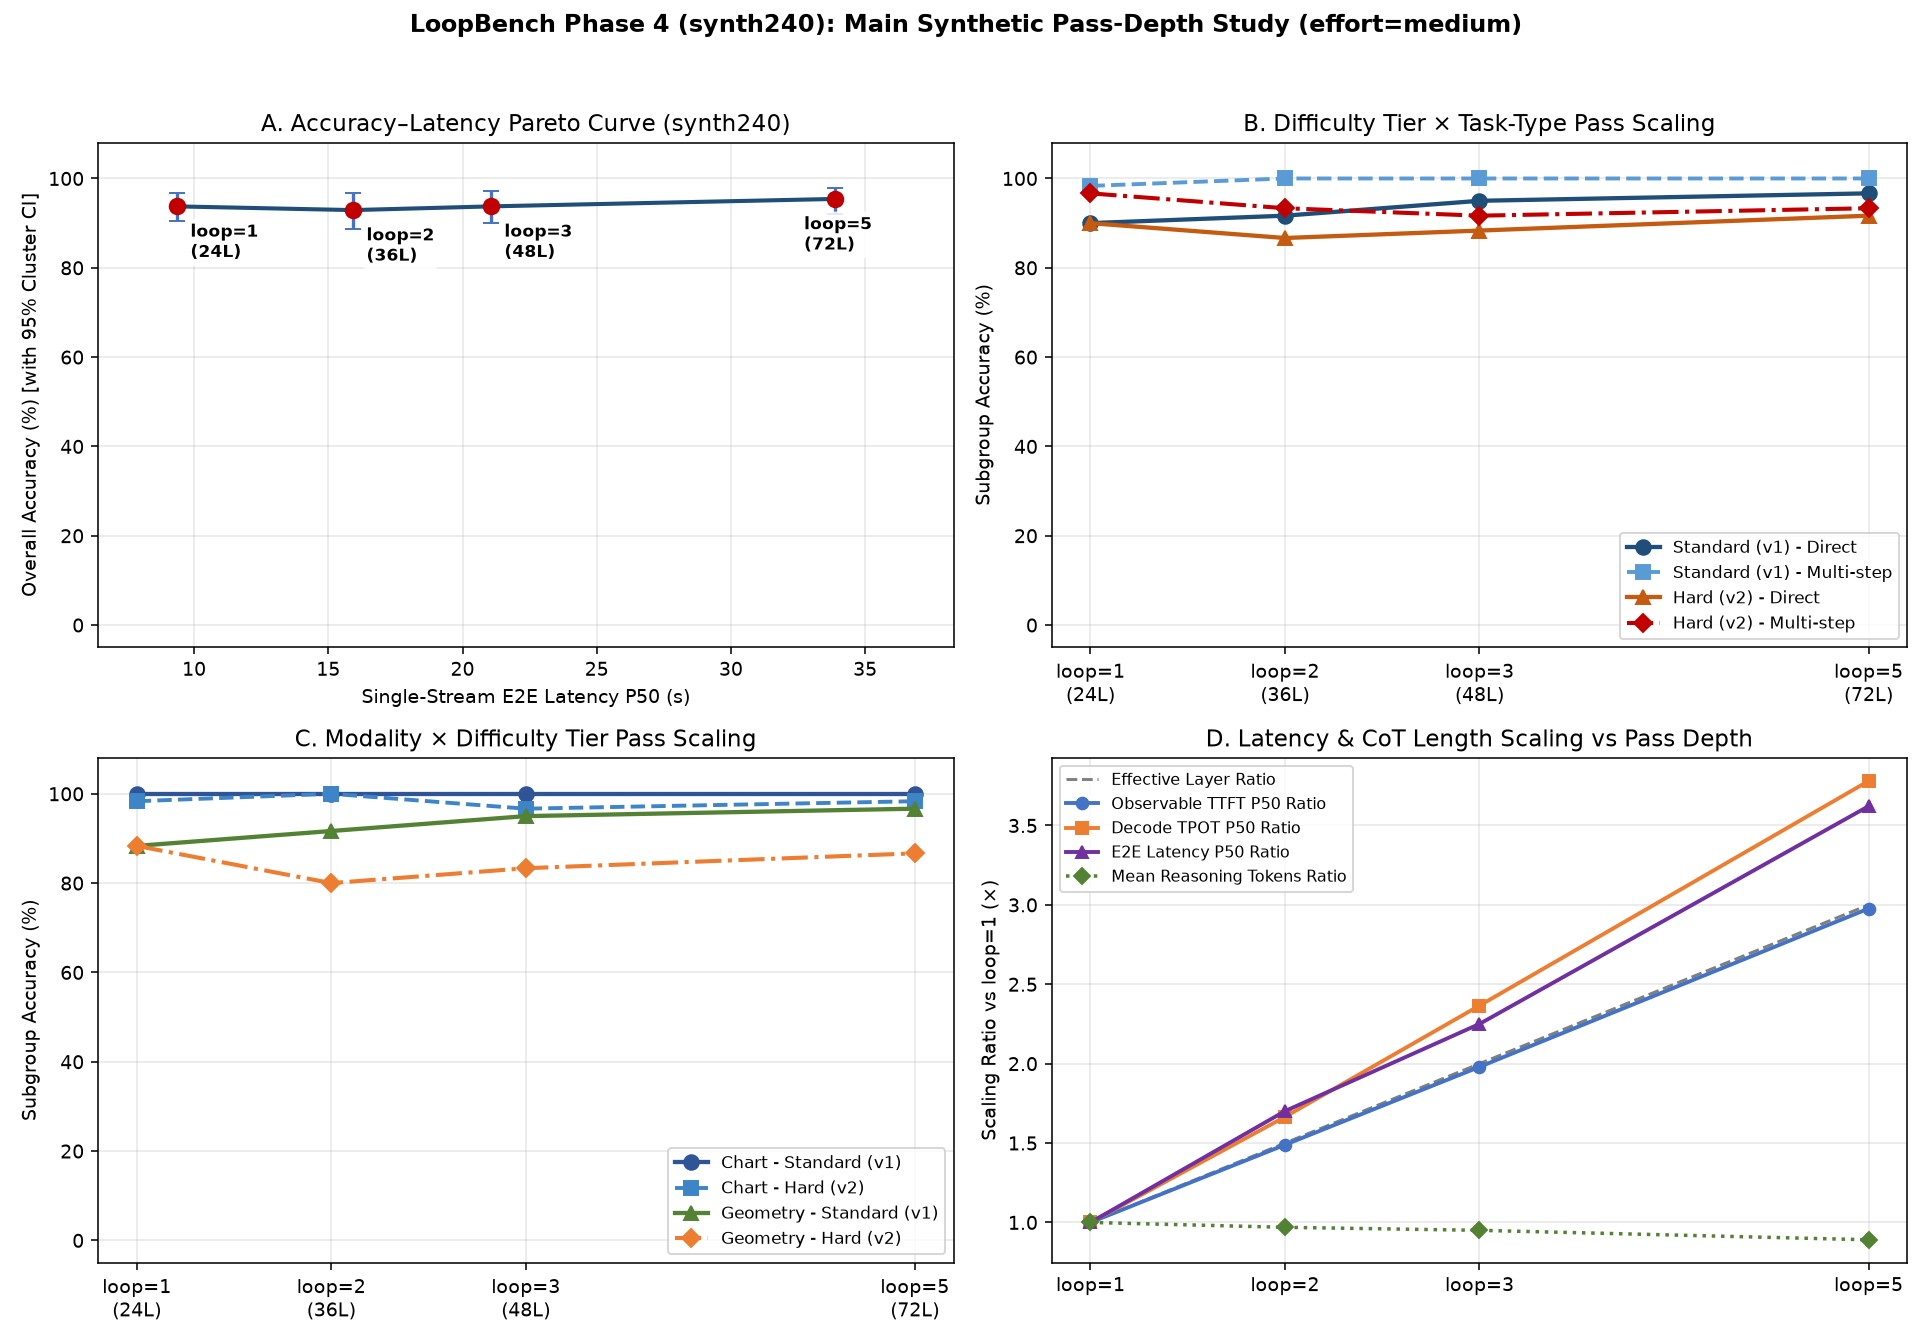 LoopBench Phase 4 (synth240): Main Synthetic Pass-Depth Study (effort=medium)
A. Accuracy–Latency Pareto Curve (synth240)
Overall Accuracy (%) [with 95% Cluster CI]
100
80
60
40
20
0
loop=1
(24L)
loop=2
(36L)
loop=3
(48L)
loop=5
(72L)
10
15
20
25
30
35
Single-Stream E2E Latency P50 (s)
B. Difficulty Tier × Task-Type Pass Scaling
Subgroup Accuracy (%)
100
80
60
40
20
0
Standard (v1) - Direct
Standard (v1) - Multi-step
Hard (v2) - Direct
Hard (v2) - Multi-step
loop=1
(24L)
loop=2
(36L)
loop=3
(48L)
loop=5
(72L)
C. Modality × Difficulty Tier Pass Scaling
Subgroup Accuracy (%)
100
80
60
40
20
0
Chart - Standard (v1)
Chart - Hard (v2)
Geometry - Standard (v1)
Geometry - Hard (v2)
loop=1
(24L)
loop=2
(36L)
loop=3
(48L)
loop=5
(72L)
D. Latency & CoT Length Scaling vs Pass Depth
Scaling Ratio vs loop=1 (×)
Effective Layer Ratio
Observable TTFT P50 Ratio
Decode TPOT P50 Ratio
E2E Latency P50 Ratio
Mean Reasoning Tokens Ratio
3.5
3.0
2.5
2.0
1.5
1.0
loop=1
loop=2
loop=3
loop=5